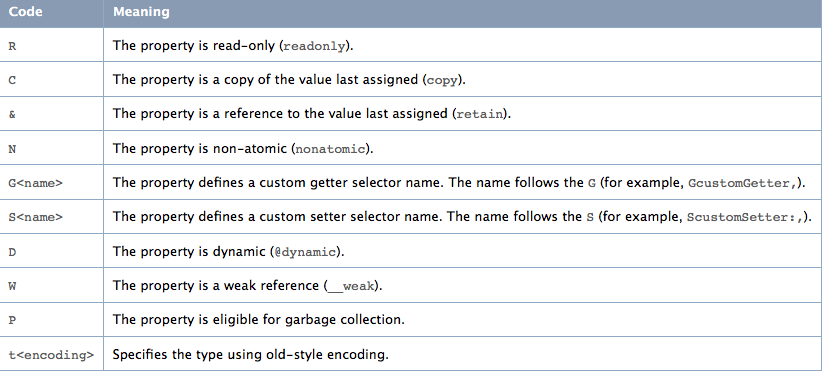 Code Meaning
R The property is read-only (readonly).
C The property is a copy of the value last assigned (copy).
& The property is a reference to the value last assigned (retain).
N The property is non-atomic (nonatomic).
G<name> The property defines a custom getter selector name. The name follows the G (for example, GcustomGetter,).
S<name> The property defines a custom setter selector name. The name follows the S (for example, ScustomSetter:,).
D The property is dynamic (@dynamic).
W The property is a weak reference (__weak).
P The property is eligible for garbage collection.
t<encoding> Specifies the type using old-style encoding.